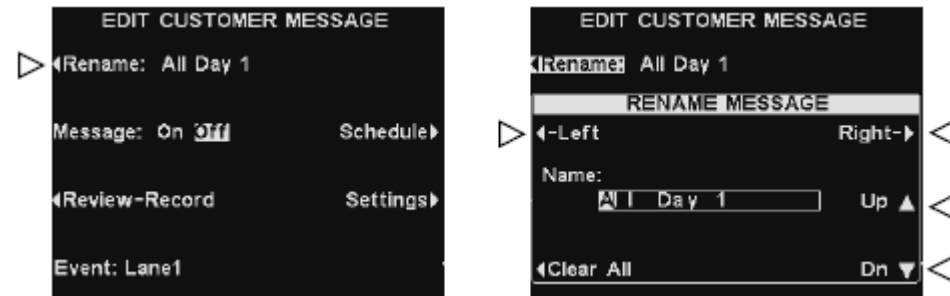 EDIT CUSTOMER MESSAGE
◂Rename: All Day 1
Message: On Off Schedule▸
◂Review-Record Settings▸
Event: Lane1
EDIT CUSTOMER MESSAGE
◂Rename: All Day 1
RENAME MESSAGE
◂-Left Right-▸
Name:
All Day 1 Up ▲
◂Clear All Dn ▼